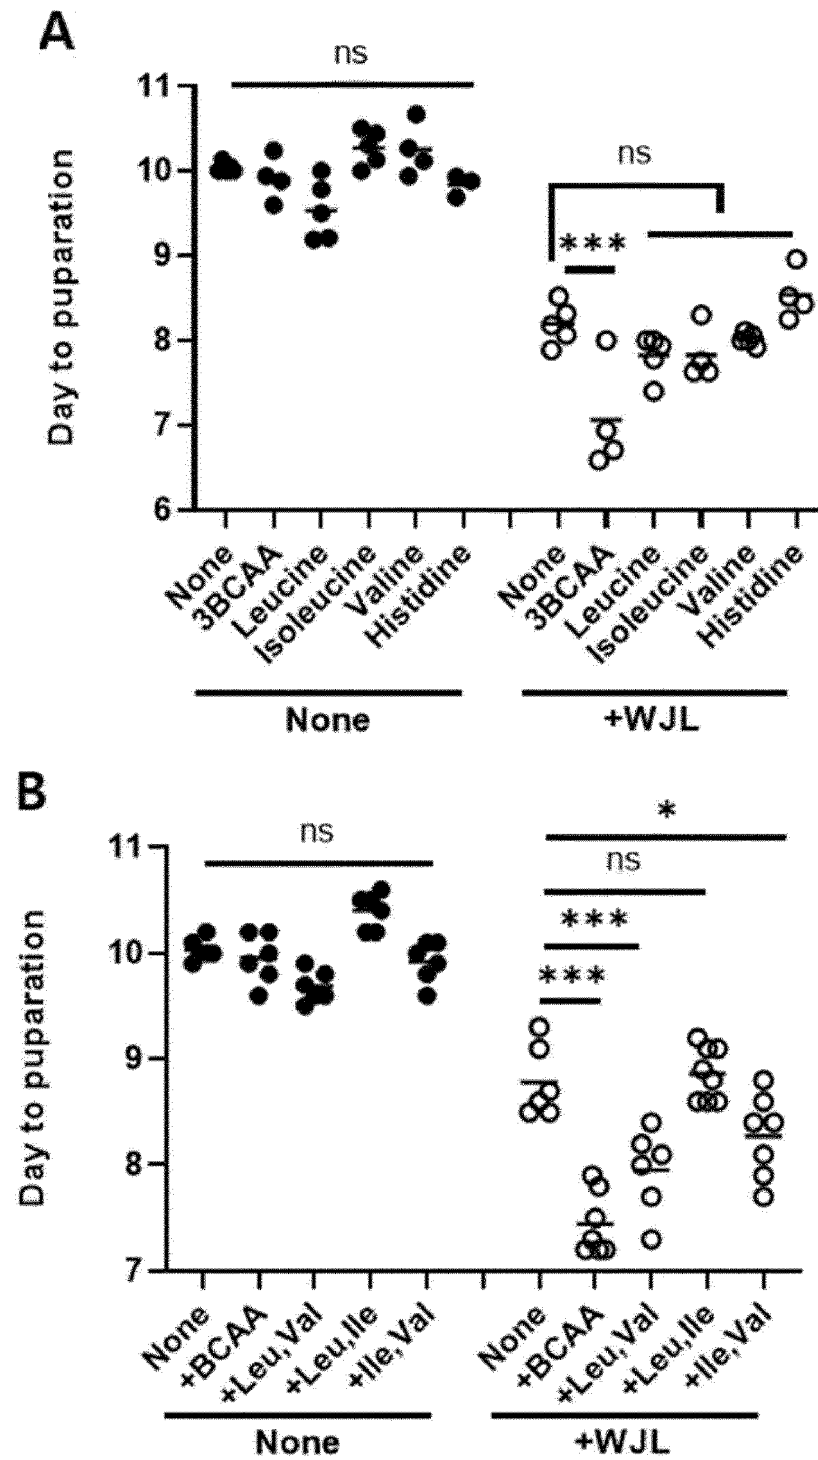 A
ns
11
10
9
8
7
6
Day to puparation
ns
***
None
3BCAA
Leucine
Isoleucine
Valine
Histidine
None
3BCAA
Leucine
Isoleucine
Valine
Histidine
None
+WJL
B
ns
*
ns
***
***
11
10
9
8
7
Day to puparation
None
+BCAA
+Leu,Val
+Leu,Ile
+Ile,Val
None
+BCAA
+Leu,Val
+Leu,Ile
+Ile,Val
None
+WJL